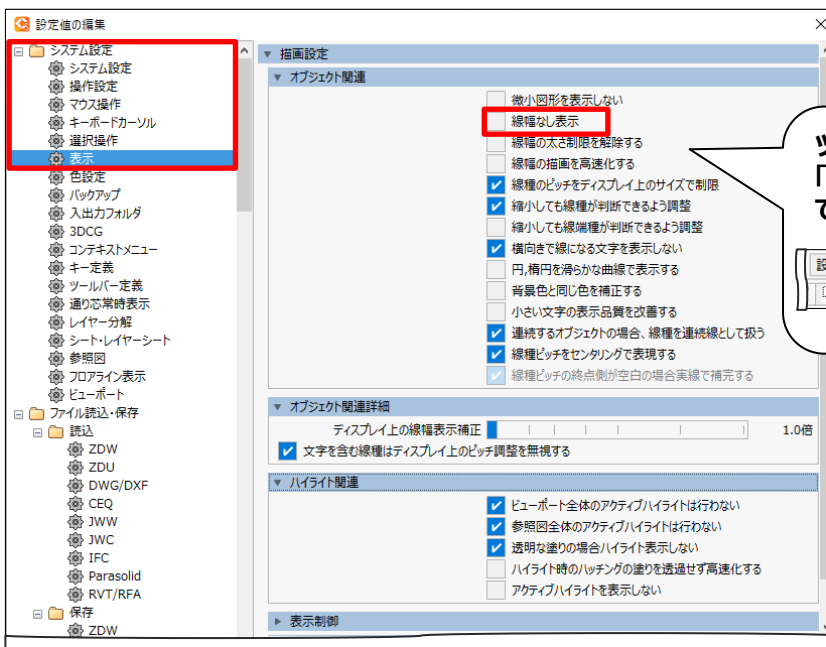 設定値の編集
システム設定
システム設定
操作設定
マウス操作
キーボードカーソル
選択操作
表示
色設定
バックアップ
入出力フォルダ
3DCG
コンテキストメニュー
キー定義
ツールバー定義
通り芯常時表示
レイヤー分解
シート・レイヤーシート
参照図
フロアライン表示
ビューポート
ファイル読込・保存
読込
ZDW
ZDU
DWG/DXF
CEQ
JWW
JWC
IFC
Parasolid
RVT/RFA
保存
ZDW
描画設定
オブジェクト関連
微小図形を表示しない
線幅なし表示
線幅の太さ制限を解除する
線幅の描画を高速化する
線種のピッチをディスプレイ上のサイズで制限
縮小しても線種が判断できるよう調整
縮小しても線端種が判断できるよう調整
横向きで線になる文字を表示しない
円,楕円を滑らかな曲線で表示する
背景色と同じ色を補正する
小さい文字の表示品質を改善する
連続するオブジェクトの場合、線種を連続線として扱う
線種ピッチをセンタリングで表現する
線種ピッチの終点側が空白の場合実線で補完する
オブジェクト関連詳細
ディスプレイ上の線幅表示補正 1.0倍
文字を含む線種はディスプレイ上のピッチ調整を無視する
ハイライト関連
ビューポート全体のアクティブハイライトは行わない
参照図全体のアクティブハイライトは行わない
透明な塗りの場合ハイライト表示しない
ハイライト時のハッチングの塗りを透過せず高速化する
アクティブハイライトを表示しない
表示制御
ツ
「
設